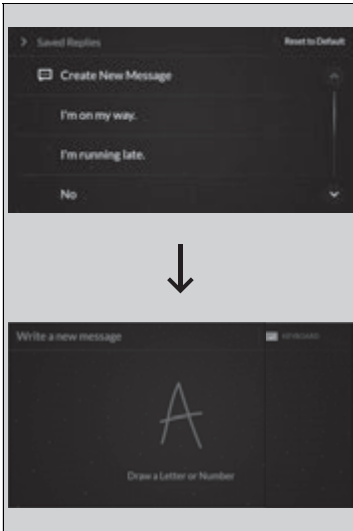 Saved Replies Reset to Default
Create New Message
I'm on my way.
I'm running late.
No
Write a new message KEYBOARD
A
Draw a Letter or Number